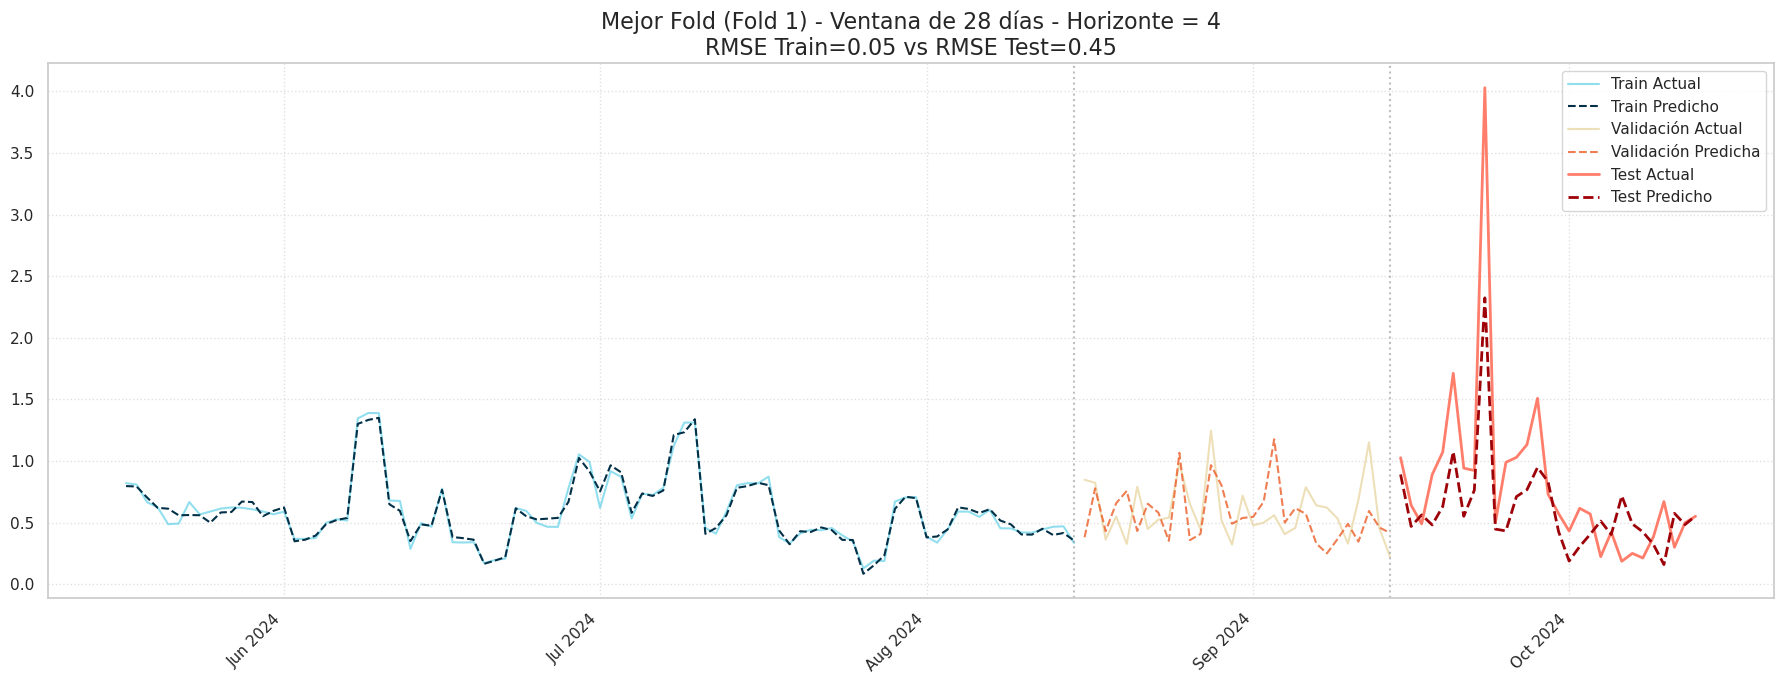 Mejor Fold (Fold 1) - Ventana de 28 días - Horizonte = 4
RMSE Train=0.05 vs RMSE Test=0.45
4.0
3.5
3.0
2.5
2.0
1.5
1.0
0.5
0.0
Train Actual
Train Predicho
Validación Actual
Validación Predicha
Test Actual
Test Predicho
Jun 2024
Jul 2024
Aug 2024
Sep 2024
Oct 2024